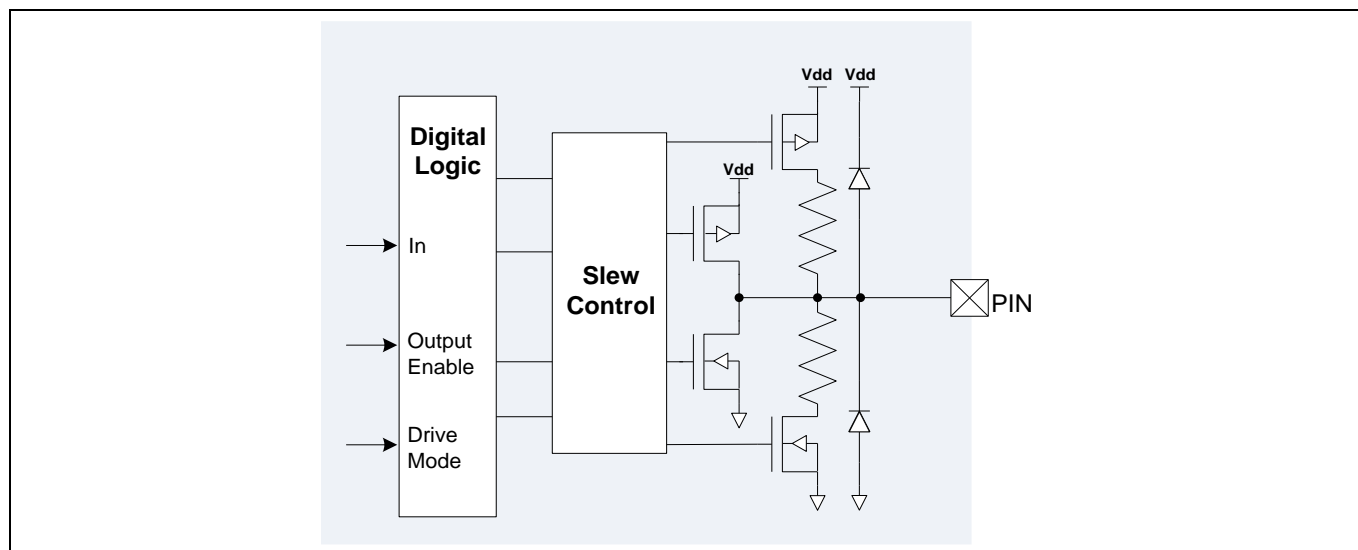 Vdd Vdd
Digital
Logic
Vdd
In
Slew
Control
PIN
Output
Enable
Drive
Mode